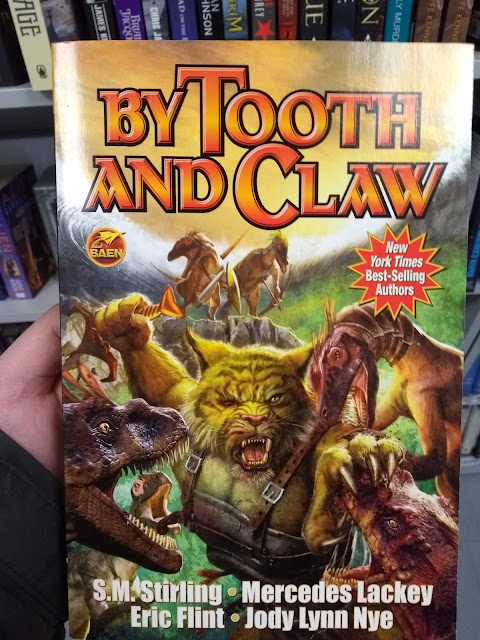 BY TOOTH
AND CLAW
BAEN
New
York Times
Best-Selling
Authors
S.M. Stirling • Mercedes Lackey
Eric Flint • Jody Lynn Nye